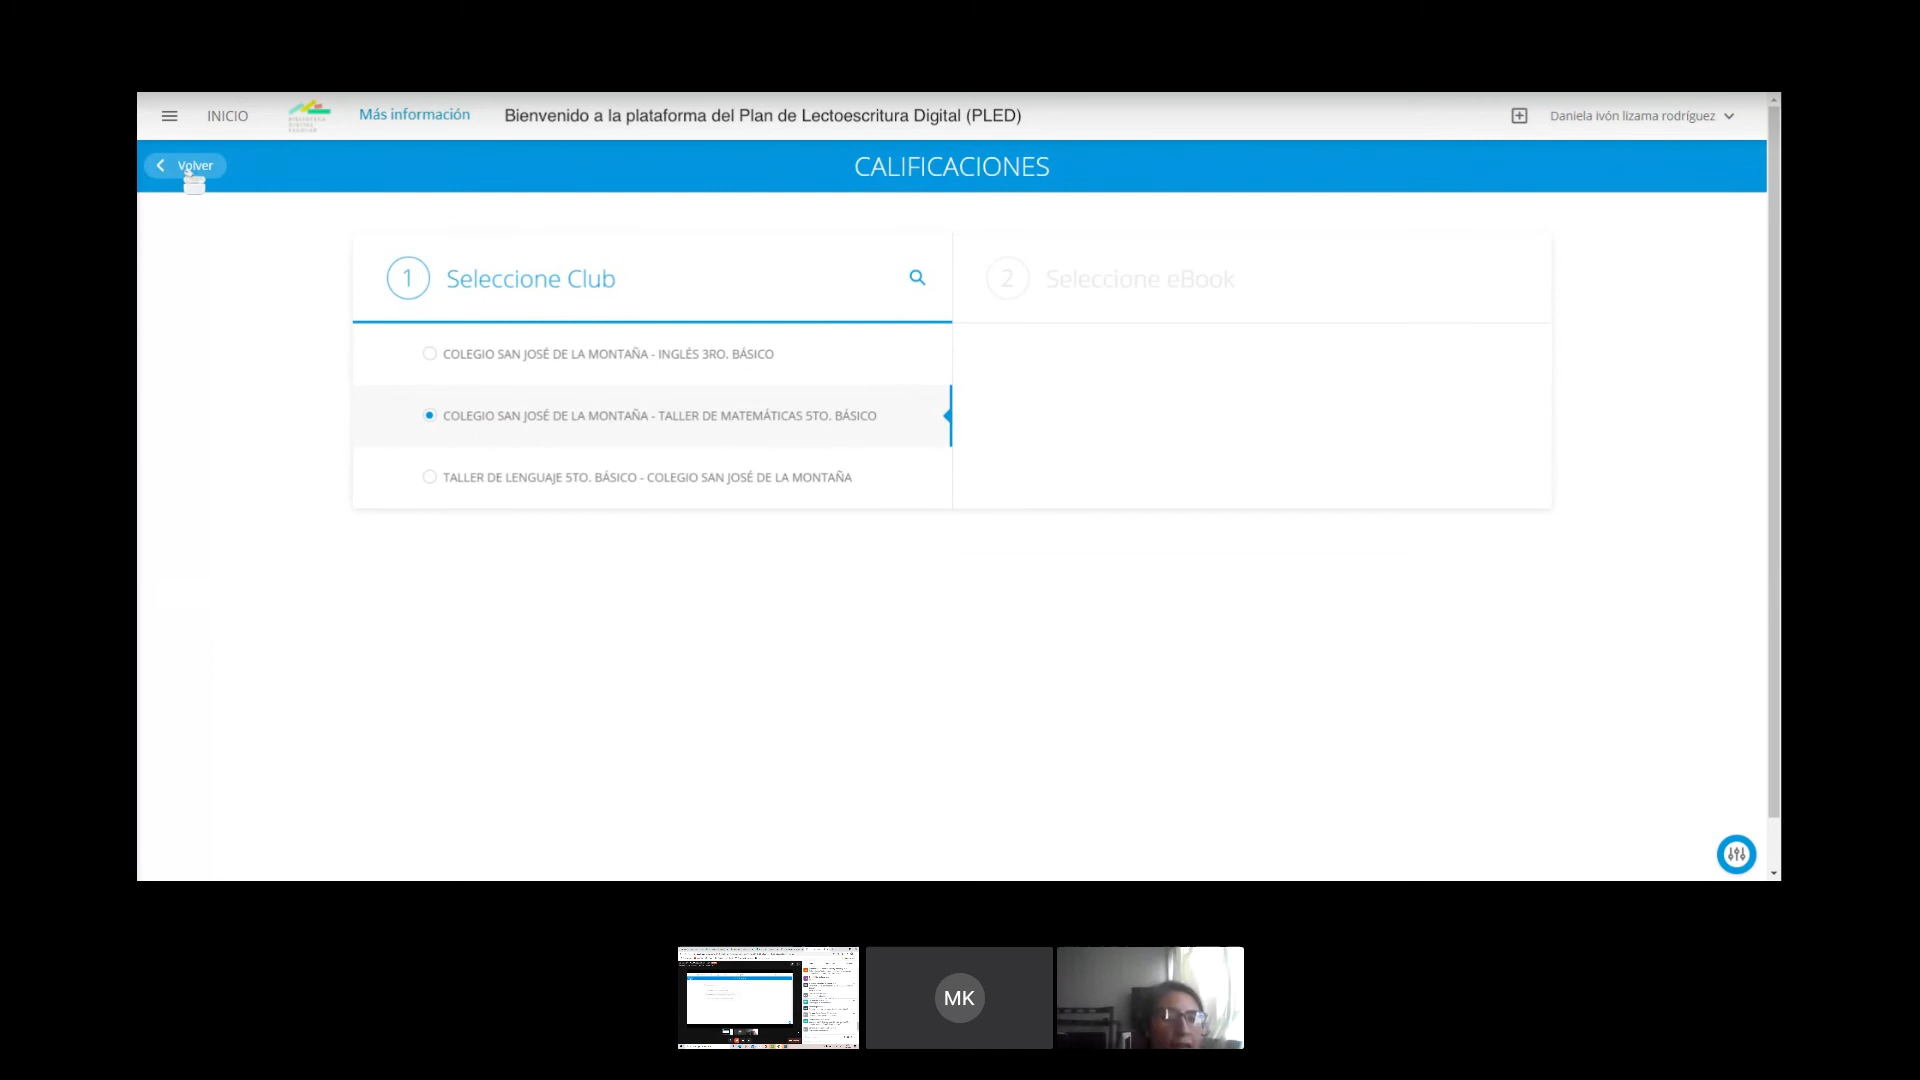 INICIO
Más información
Bienvenido a la plataforma del Plan de Lectoescritura Digital (PLED)
Daniela ivón lizama rodríguez
Volver
CALIFICACIONES
1 Seleccione Club
2 Seleccione eBook
COLEGIO SAN JOSÉ DE LA MONTAÑA - INGLÉS 3RO. BÁSICO
COLEGIO SAN JOSÉ DE LA MONTAÑA - TALLER DE MATEMÁTICAS 5TO. BÁSICO
TALLER DE LENGUAJE 5TO. BÁSICO - COLEGIO SAN JOSÉ DE LA MONTAÑA
MK